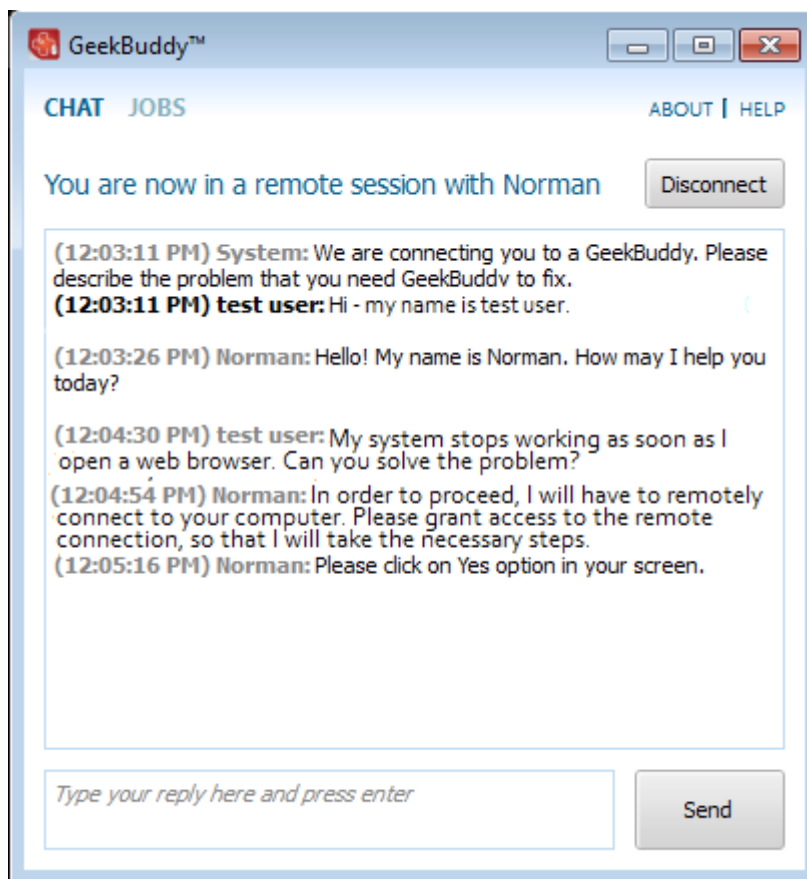 GeekBuddy™
CHAT JOBS ABOUT | HELP
You are now in a remote session with Norman Disconnect
(12:03:11 PM) System: We are connecting you to a GeekBuddy. Please
describe the problem that you need GeekBuddy to fix.
(12:03:11 PM) test user: Hi - my name is test user.
(12:03:26 PM) Norman: Hello! My name is Norman. How may I help you
today?
(12:04:30 PM) test user: My system stops working as soon as I
open a web browser. Can you solve the problem?
(12:04:54 PM) Norman: In order to proceed, I will have to remotely
connect to your computer. Please grant access to the remote
connection, so that I will take the necessary steps.
(12:05:16 PM) Norman: Please click on Yes option in your screen.
Type your reply here and press enter
Send